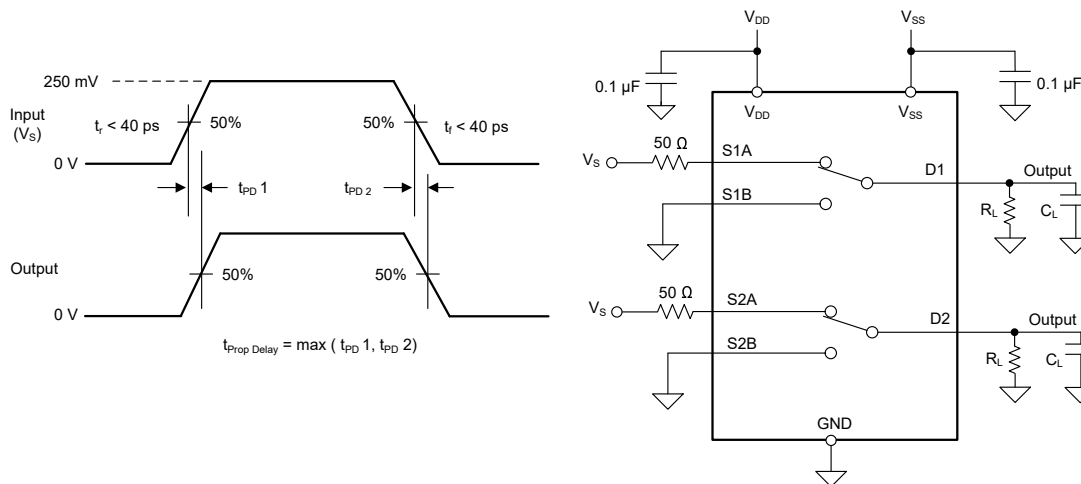 250 mV
Input
(VS)
tr < 40 ps
50%
50%
tf < 40 ps
0 V
tPD 1
tPD 2
Output
50%
50%
0 V
tProp Delay = max ( tPD 1, tPD 2)
VDD
VSS
0.1 µF
0.1 µF
VDD
VSS
50 Ω
VS
S1A
D1
Output
S1B
RL
CL
50 Ω
VS
S2A
D2
Output
S2B
RL
CL
GND